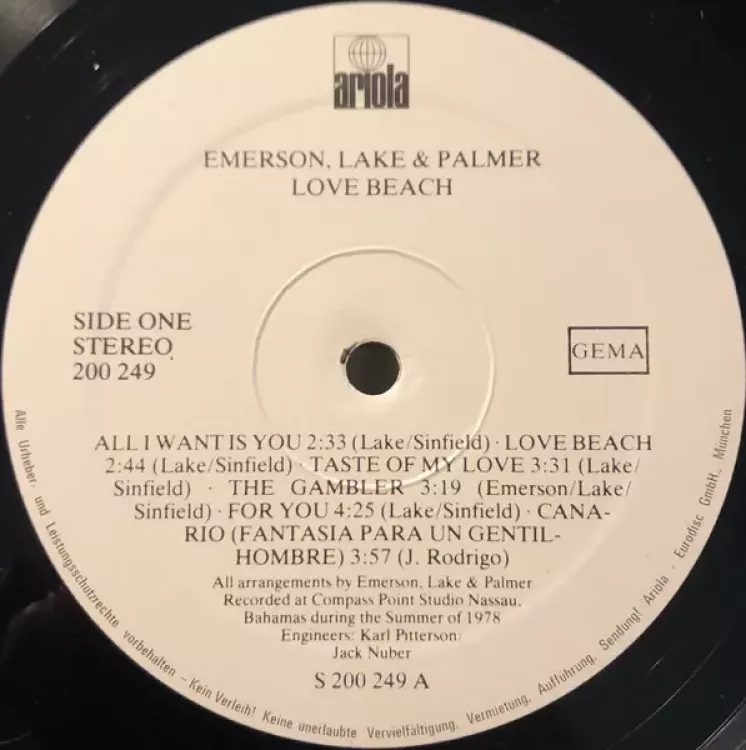 ariola
EMERSON, LAKE & PALMER
LOVE BEACH
SIDE ONE
STEREO
200 249
GEMA
ALL I WANT IS YOU 2:33 (Lake/Sinfield) · LOVE BEACH
2:44 (Lake/Sinfield) · TASTE OF MY LOVE 3:31 (Lake/
Sinfield) · THE GAMBLER 3:19 (Emerson/Lake/
Sinfield) · FOR YOU 4:25 (Lake/Sinfield) · CANA-
RIO (FANTASIA PARA UN GENTIL-
HOMBRE) 3:57 (J. Rodrigo)
All arrangements by Emerson, Lake & Palmer
Recorded at Compass Point Studio Nassau,
Bahamas during the Summer of 1978
Engineers: Karl Pitterson/
Jack Nuber
S 200 249 A
Alle Urheber- und Leistungsschutzrechte vorbehalten – Kein Verleih! Keine unerlaubte Vervielfältigung, Vermietung, Aufführung, Sendung! Ariola - Eurodisc GmbH., München